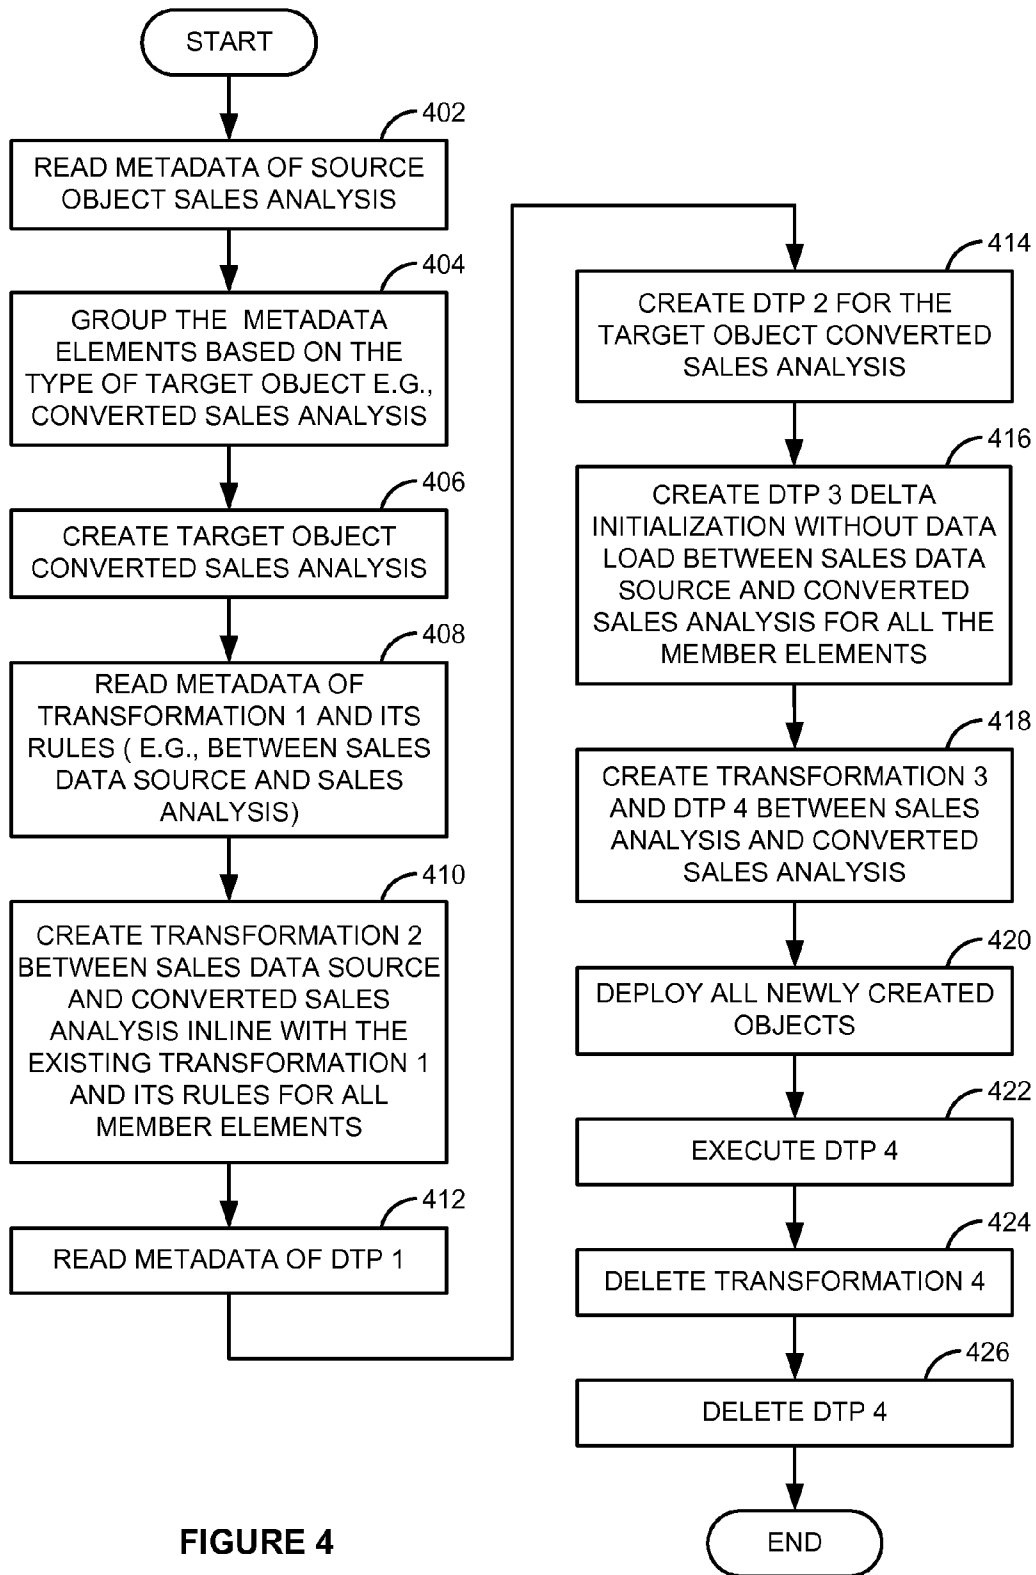 START
402
READ METADATA OF SOURCE
OBJECT SALES ANALYSIS
404
GROUP THE METADATA
ELEMENTS BASED ON THE
TYPE OF TARGET OBJECT E.G.,
CONVERTED SALES ANALYSIS
406
CREATE TARGET OBJECT
CONVERTED SALES ANALYSIS
408
READ METADATA OF
TRANSFORMATION 1 AND ITS
RULES ( E.G., BETWEEN SALES
DATA SOURCE AND SALES
ANALYSIS)
410
CREATE TRANSFORMATION 2
BETWEEN SALES DATA SOURCE
AND CONVERTED SALES
ANALYSIS INLINE WITH THE
EXISTING TRANSFORMATION 1
AND ITS RULES FOR ALL
MEMBER ELEMENTS
412
READ METADATA OF DTP 1
414
CREATE DTP 2 FOR THE
TARGET OBJECT CONVERTED
SALES ANALYSIS
416
CREATE DTP 3 DELTA
INITIALIZATION WITHOUT DATA
LOAD BETWEEN SALES DATA
SOURCE AND CONVERTED
SALES ANALYSIS FOR ALL THE
MEMBER ELEMENTS
418
CREATE TRANSFORMATION 3
AND DTP 4 BETWEEN SALES
ANALYSIS AND CONVERTED
SALES ANALYSIS
420
DEPLOY ALL NEWLY CREATED
OBJECTS
422
EXECUTE DTP 4
424
DELETE TRANSFORMATION 4
426
DELETE DTP 4
END
FIGURE 4